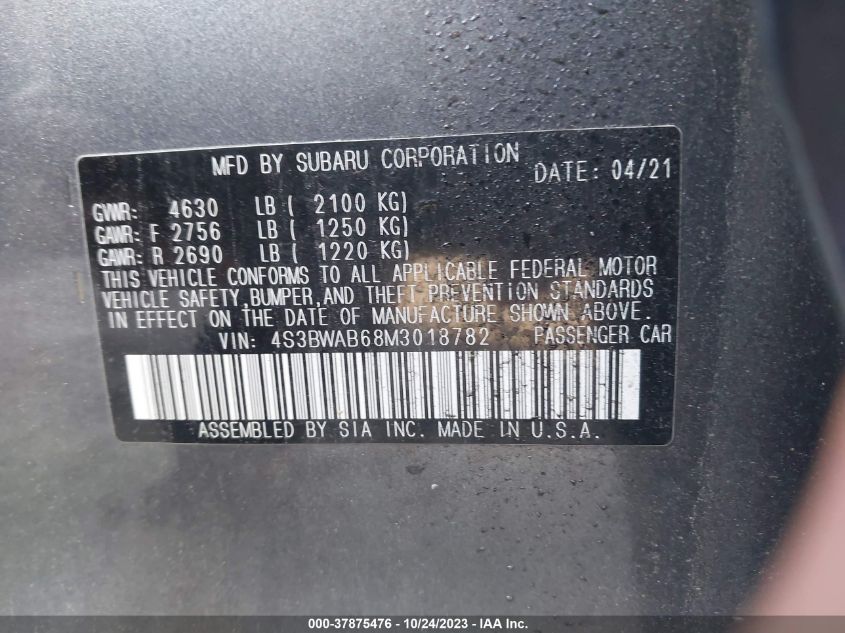 MFD BY SUBARU CORPORATION DATE: 04/21
GVWR: 4630 LB ( 2100 KG)
GAWR: F 2756 LB ( 1250 KG)
GAWR: R 2690 LB ( 1220 KG)
THIS VEHICLE CONFORMS TO ALL APPLICABLE FEDERAL MOTOR
VEHICLE SAFETY,BUMPER,AND THEFT PREVENTION STANDARDS
IN EFFECT ON THE DATE OF MANUFACTURE SHOWN ABOVE.
VIN: 4S3BWAB68M3018782 PASSENGER CAR
ASSEMBLED BY SIA INC. MADE IN U.S.A.
000-37875476 - 10/24/2023 - IAA Inc.